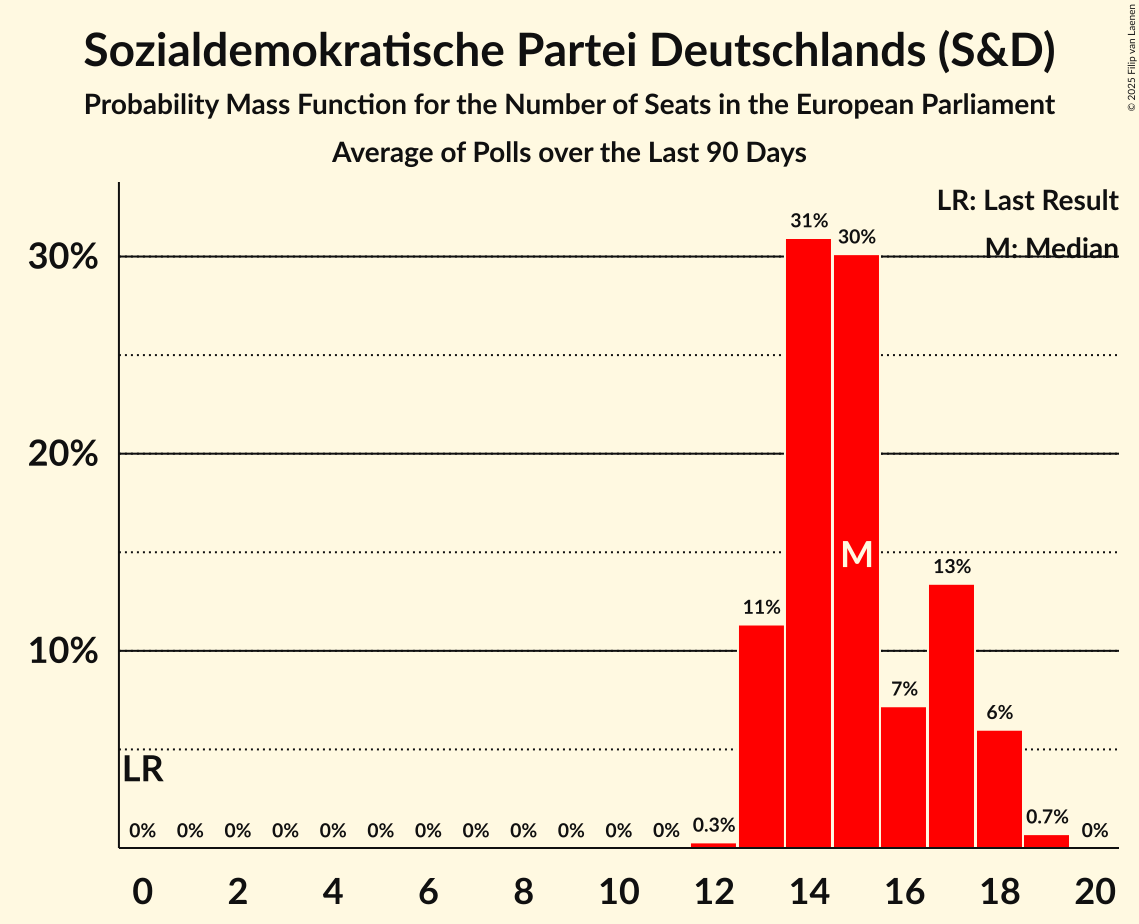 Sozialdemokratische Partei Deutschlands (S&D)
Probability Mass Function for the Number of Seats in the European Parliament
Average of Polls over the Last 90 Days
© 2025 Filip van Laenen
LR: Last Result
M: Median
30%
20%
10%
31%
30%
M
13%
11%
7%
6%
LR
0% 0% 0% 0% 0% 0% 0% 0% 0% 0% 0% 0% 0.3% 0.7% 0%
0 2 4 6 8 10 12 14 16 18 20